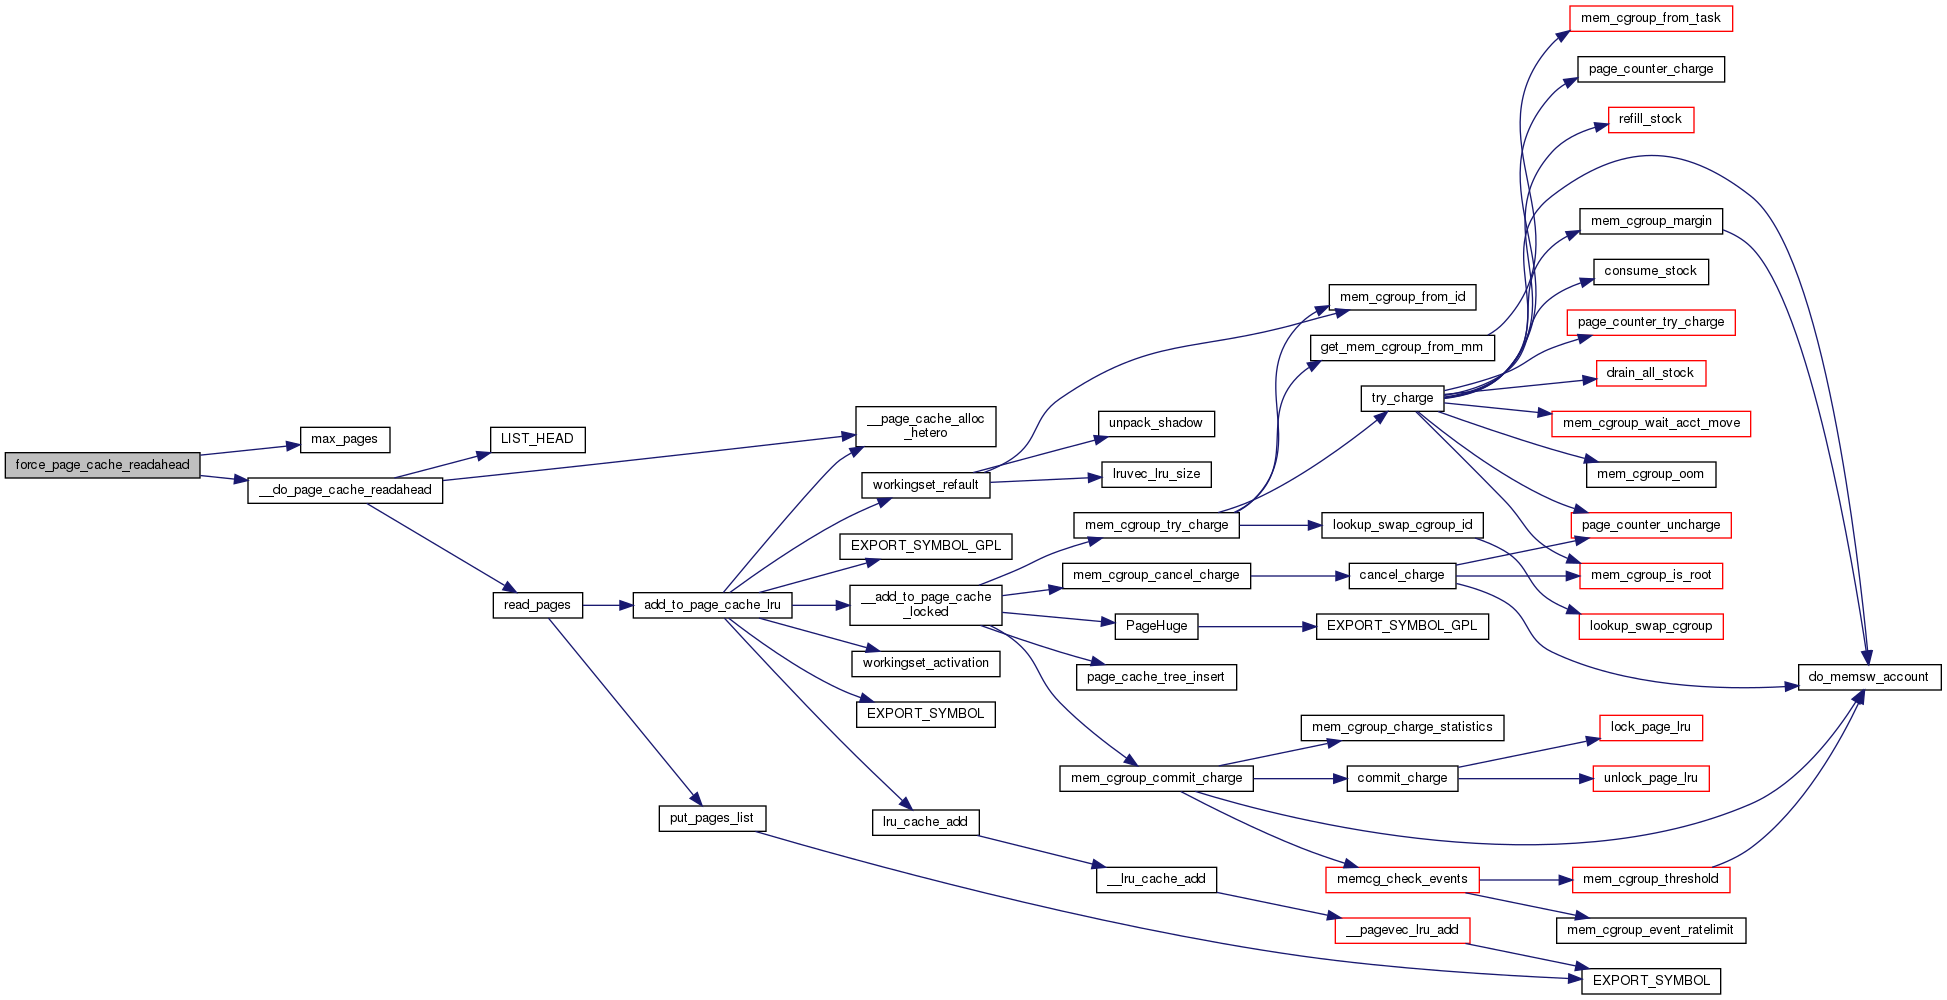 mem_cgroup_from_task
page_counter_charge
refill_stock
mem_cgroup_margin
consume_stock
mem_cgroup_from_id
page_counter_try_charge
get_mem_cgroup_from_mm
drain_all_stock
try_charge
mem_cgroup_wait_acct_move
__page_cache_alloc
_hetero
unpack_shadow
max_pages
LIST_HEAD
force_page_cache_readahead
lruvec_lru_size
mem_cgroup_oom
__do_page_cache_readahead
workingset_refault
mem_cgroup_try_charge
lookup_swap_cgroup_id
page_counter_uncharge
EXPORT_SYMBOL_GPL
mem_cgroup_cancel_charge
cancel_charge
mem_cgroup_is_root
read_pages
add_to_page_cache_lru
__add_to_page_cache
_locked
PageHuge
EXPORT_SYMBOL_GPL
lookup_swap_cgroup
workingset_activation
page_cache_tree_insert
do_memsw_account
EXPORT_SYMBOL
mem_cgroup_charge_statistics
lock_page_lru
mem_cgroup_commit_charge
commit_charge
unlock_page_lru
put_pages_list
lru_cache_add
__lru_cache_add
memcg_check_events
mem_cgroup_threshold
__pagevec_lru_add
mem_cgroup_event_ratelimit
EXPORT_SYMBOL